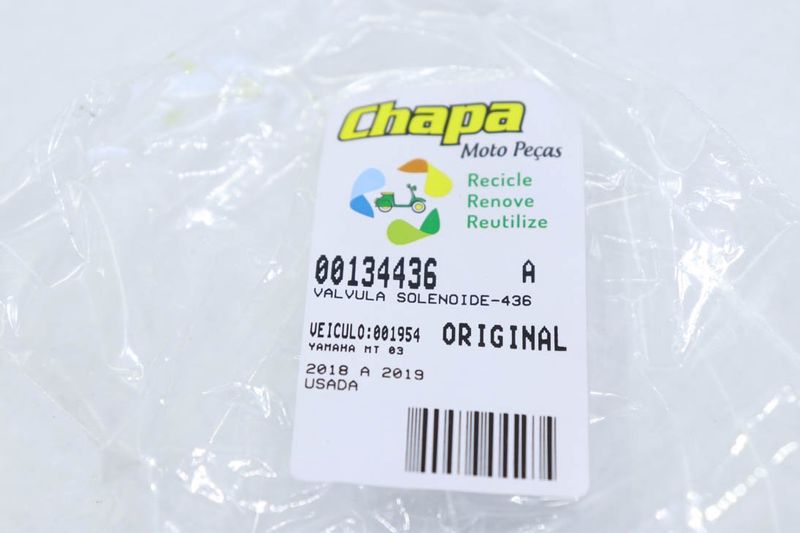 Chapa
Moto Peças
Recicle
Renove
Reutilize
00134436 A
VALVULA SOLENOIDE-436
VEICULO:001954 ORIGINAL
YAMAHA MT 03
2018 A 2019
USADA